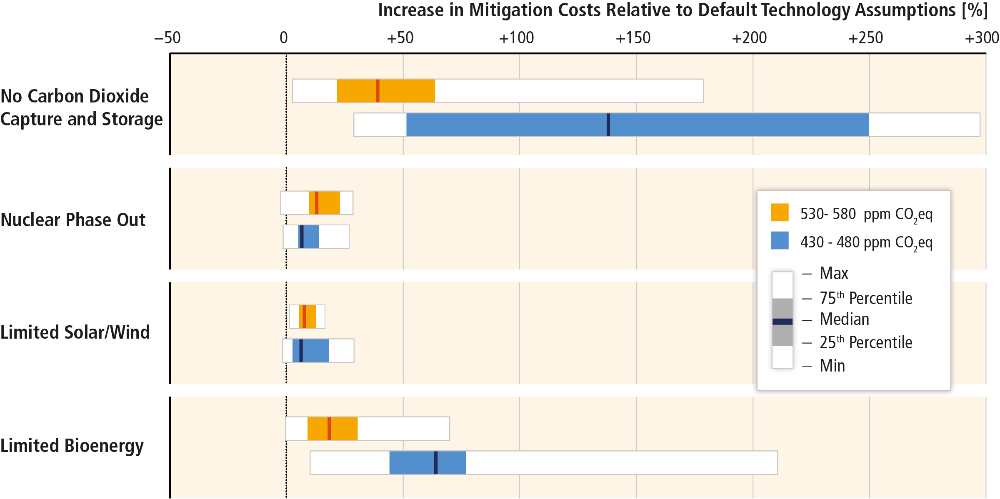 Increase in Mitigation Costs Relative to Default Technology Assumptions [%]
–50 0 +50 +100 +150 +200 +250 +300
No Carbon Dioxide
Capture and Storage
Nuclear Phase Out
530- 580 ppm CO₂eq
430 - 480 ppm CO₂eq
– Max
– 75th Percentile
– Median
– 25th Percentile
– Min
Limited Solar/Wind
Limited Bioenergy